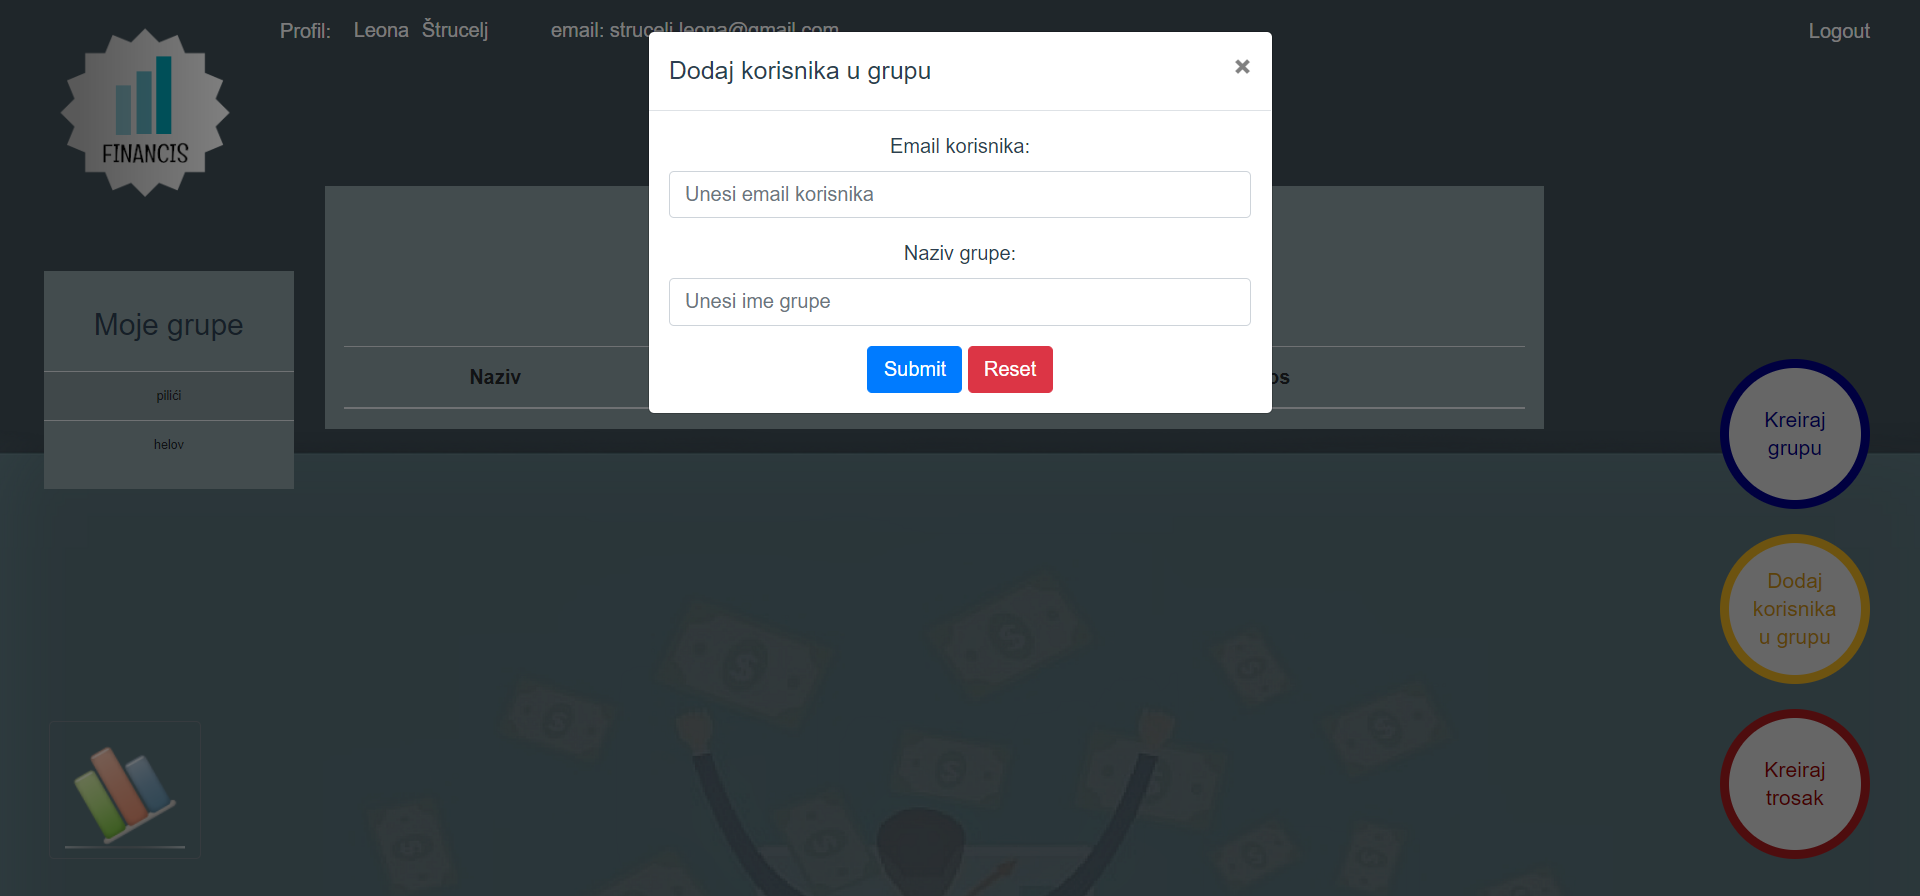 Profil: Leona Štrucelj email: strucelj.leona@gmail.com
Logout
FINANCIS
Dodaj korisnika u grupu
×
Email korisnika:
Unesi email korisnika
Naziv grupe:
Unesi ime grupe
Submit Reset
Moje grupe
pilići
helov
Naziv
os
Kreiraj
grupu
Dodaj
korisnika
u grupu
Kreiraj
trosak